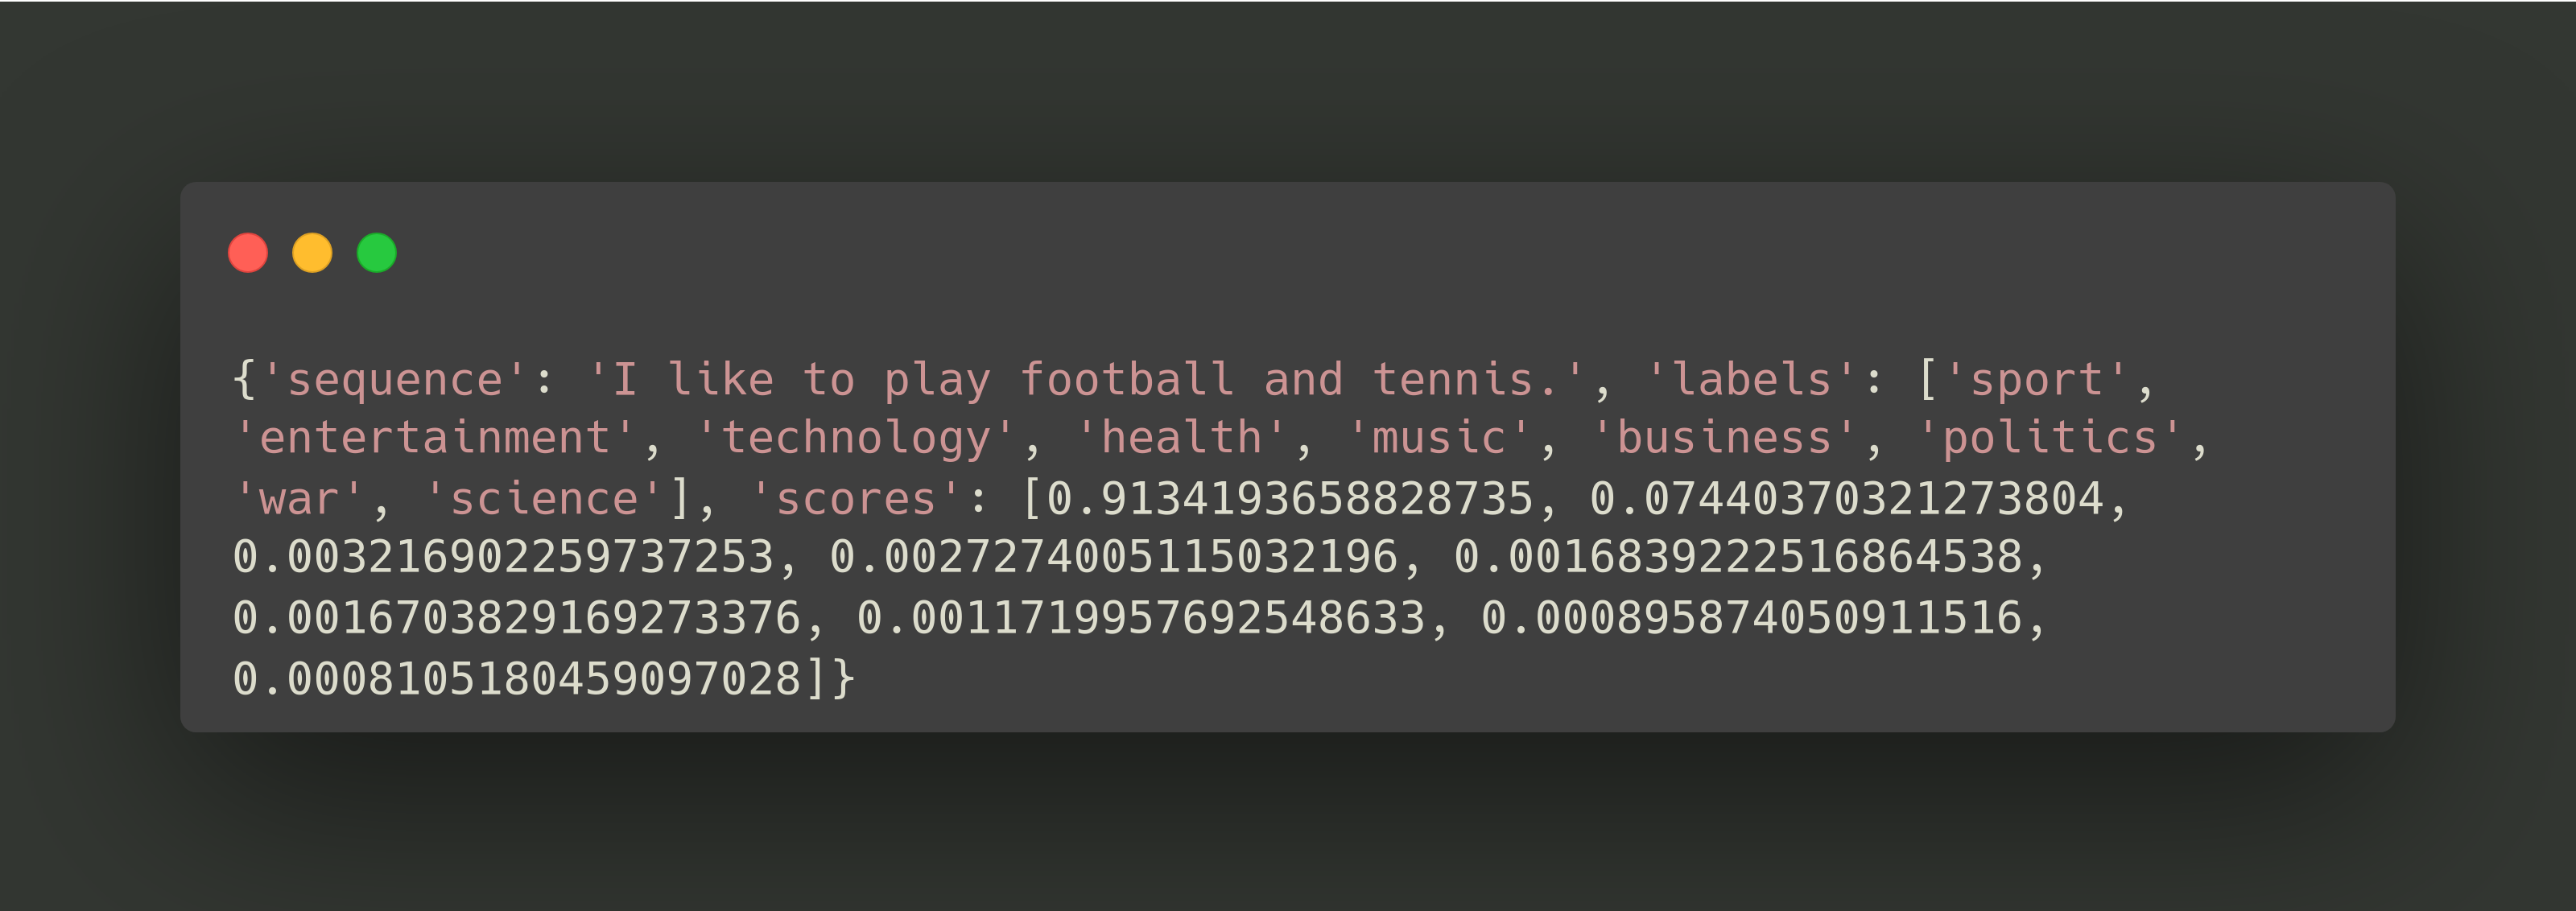 {'sequence': 'I like to play football and tennis.', 'labels': ['sport',
'entertainment', 'technology', 'health', 'music', 'business', 'politics',
'war', 'science'], 'scores': [0.9134193658828735, 0.07440370321273804,
0.003216902259737253, 0.0027274005115032196, 0.0016839222516864538,
0.0016703829169273376, 0.0011719957692548633, 0.000895874050911516,
0.0008105180459097028]}